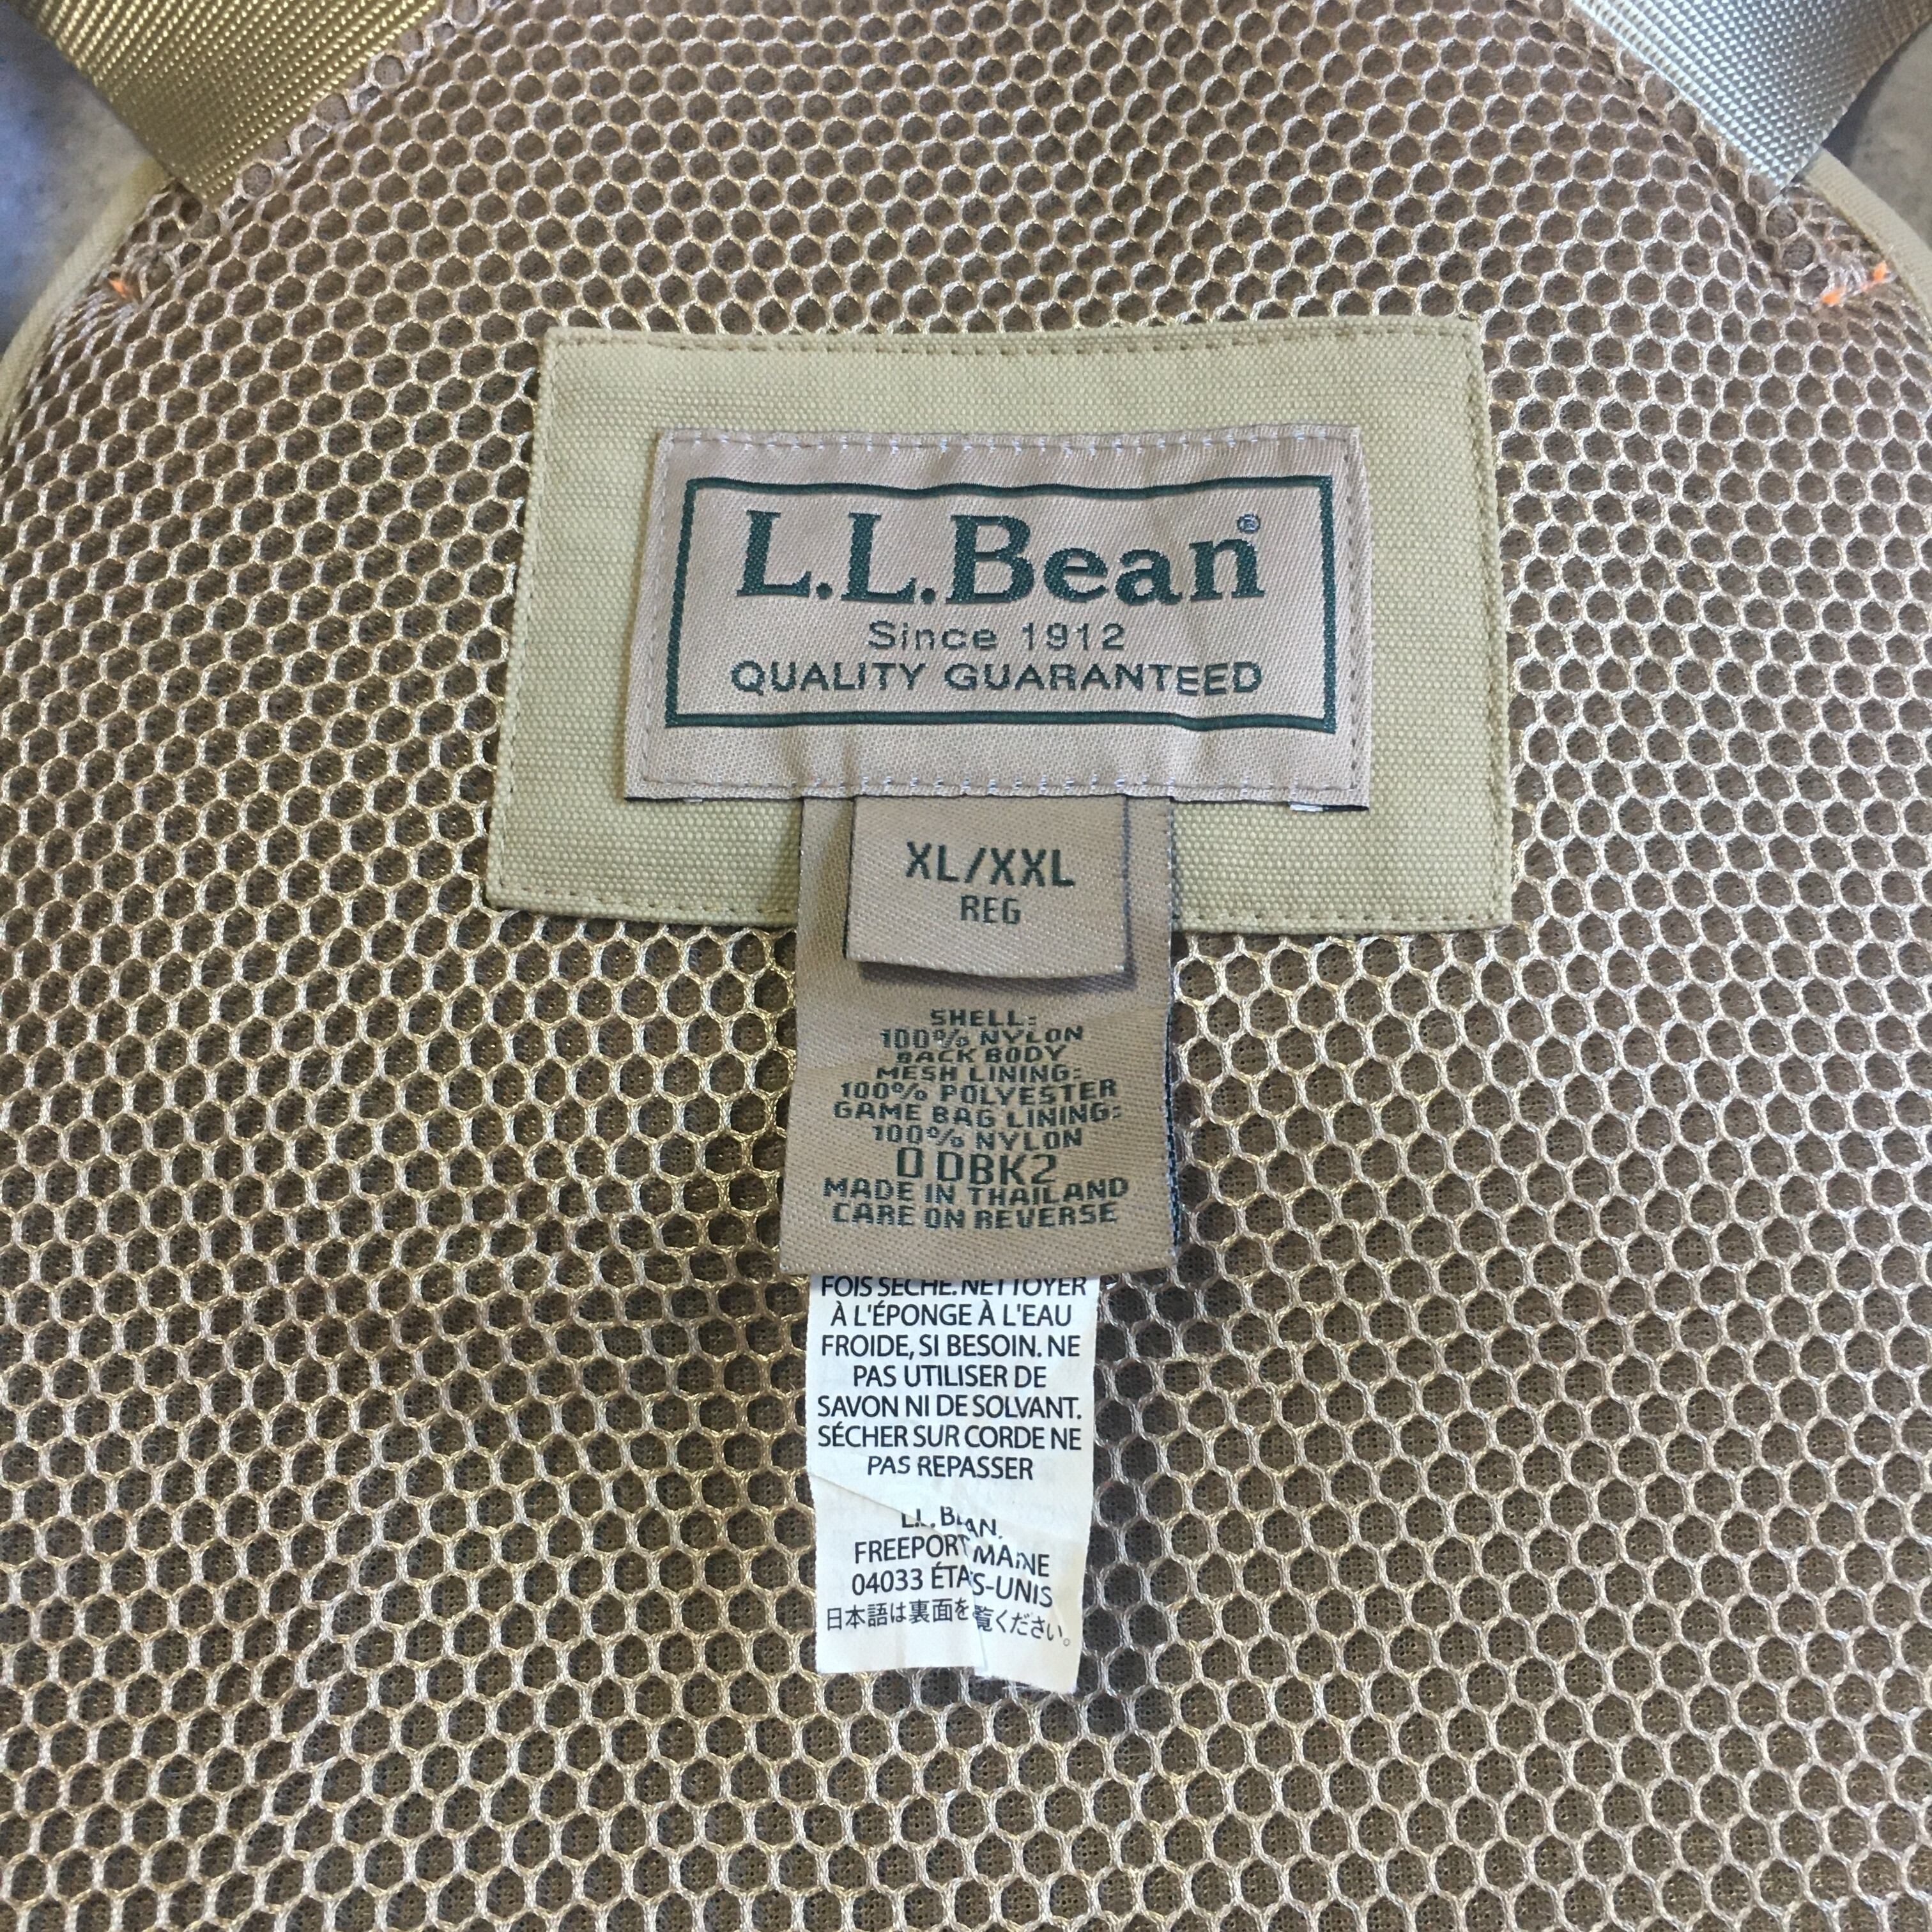 L.L.Bean®
Since 1912
QUALITY GUARANTEED
XL/XXL
REG
SHELL:
100% NYLON
BACK BODY
MESH LINING:
100% POLYESTER
GAME BAG LINING:
100% NYLON
0 DBK2
MADE IN THAILAND
CARE ON REVERSE
FOIS SECHE. NETTOYER
À L'ÉPONGE À L'EAU
FROIDE, SI BESOIN. NE
PAS UTILISER DE
SAVON NI DE SOLVANT.
SÉCHER SUR CORDE NE
PAS REPASSER
L.L. BEAN.
FREEPORT MAINE
04033 ÉTATS-UNIS
日本語は裏面を覧ください。